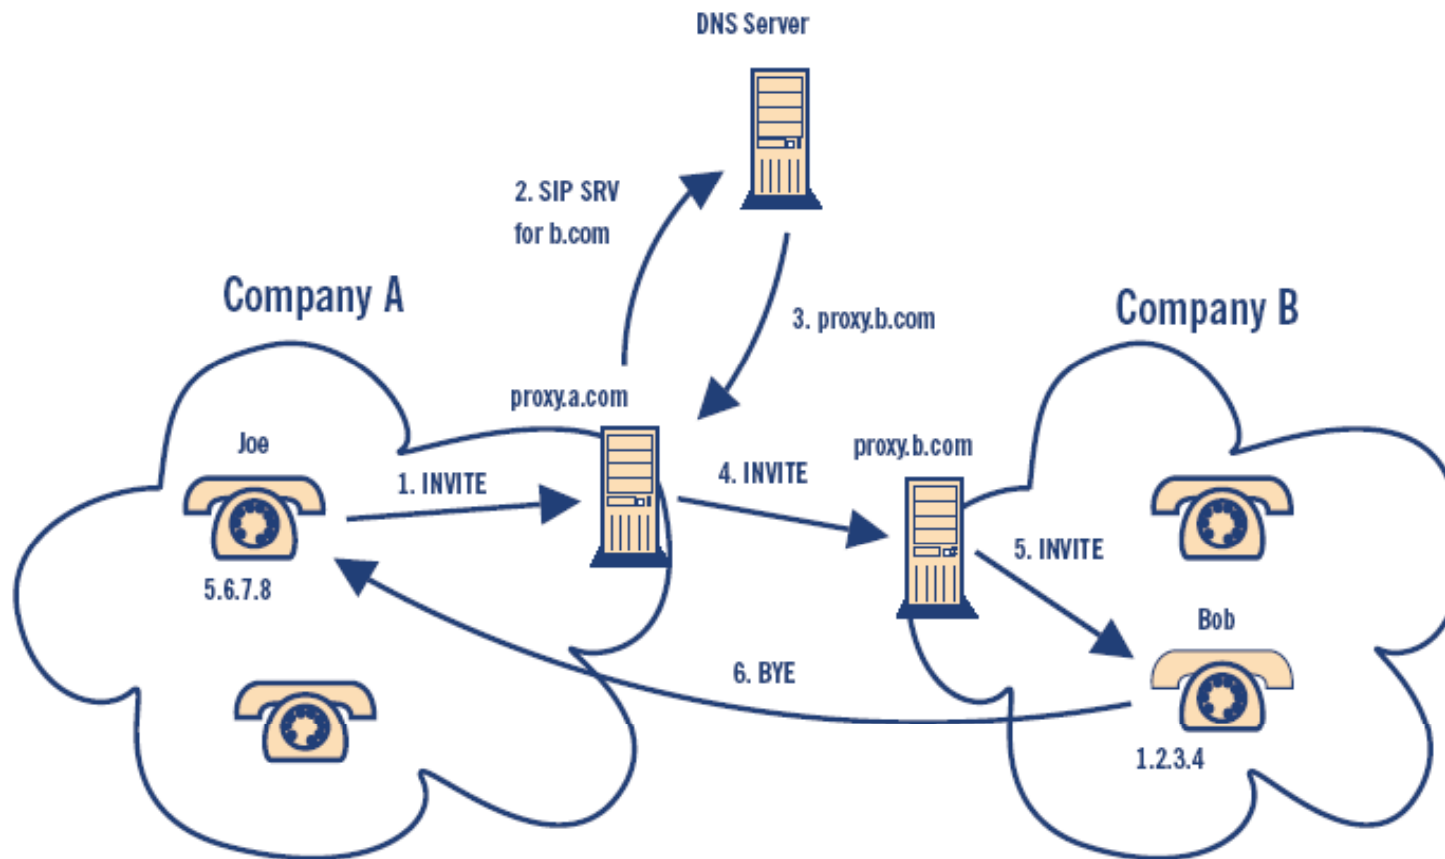 DNS Server
2. SIP SRV
for b.com
Company A
3. proxy.b.com
Company B
proxy.a.com
Joe
1. INVITE
4. INVITE
proxy.b.com
5. INVITE
5.6.7.8
Bob
6. BYE
1.2.3.4